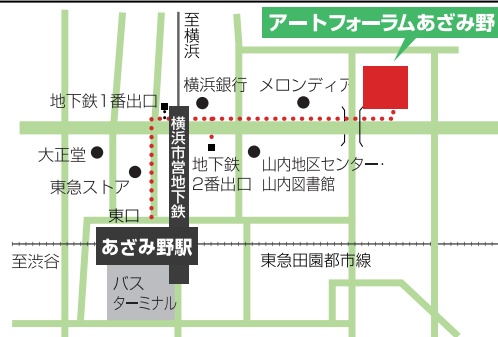 アートフォーラムあざみ野
至横浜
横浜銀行
メロンディア
地下鉄1番出口
横浜市営地下鉄
大正堂
東急ストア
地下鉄
2番出口
山内地区センター・
山内図書館
東口
あざみ野駅
至渋谷
東急田園都市線
バス
ターミナル